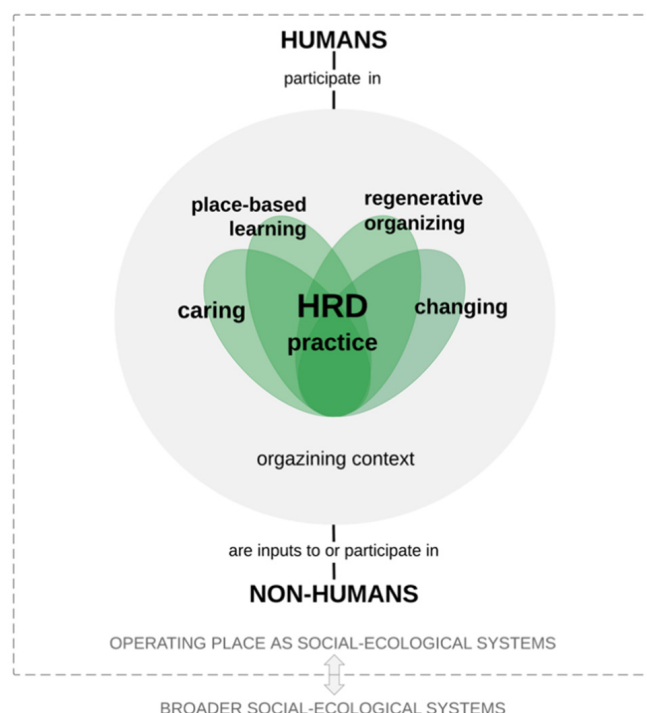 HUMANS
participate in
place-based
learning
regenerative
organizing
caring
HRD
practice
changing
orgazining context
are inputs to or participate in
NON-HUMANS
OPERATING PLACE AS SOCIAL-ECOLOGICAL SYSTEMS
BROADER SOCIAL-ECOLOGICAL SYSTEMS